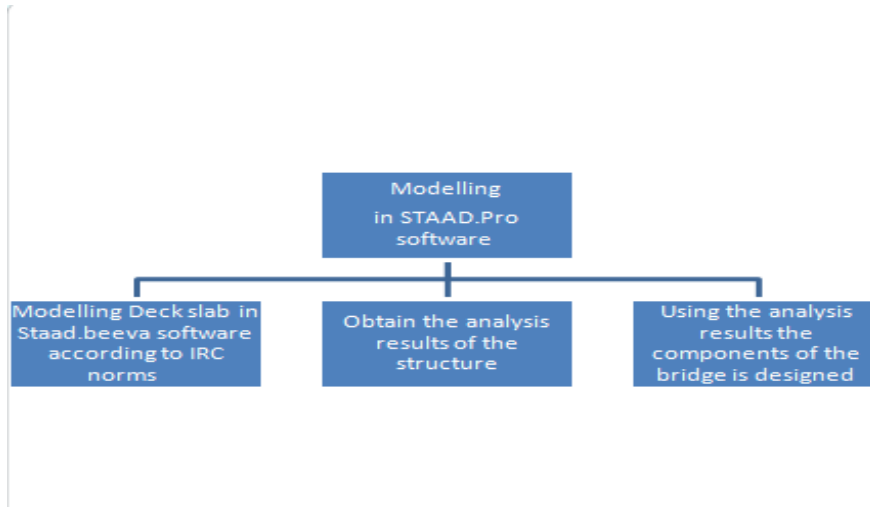 Modelling
in STAAD.Pro
software
Modelling Deck slab in
Staad.beeva software
according to IRC
norms
Obtain the analysis
results of the
structure
Using the analysis
results the
components of the
bridge is designed